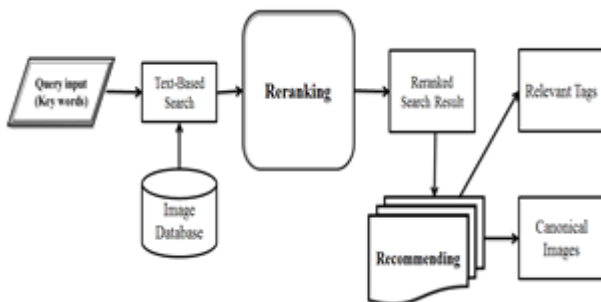 Query input
(Key words)
Text-Based
Search
Reranking
Reranked
Search Result
Relevant Tags
Image
Database
Recommending
Canonical
Images